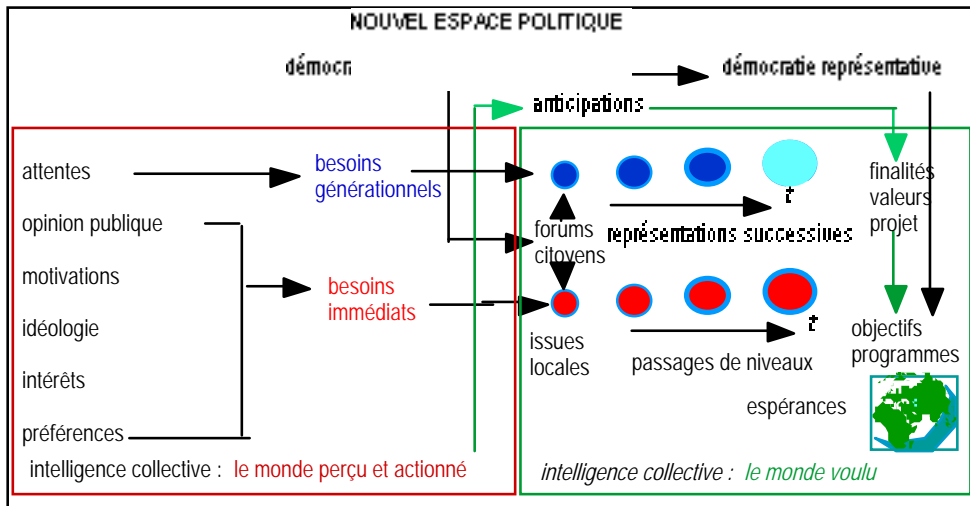 NOUVEL ESPACE POLITIQUE
démocr
démocratie représentative
anticipations
attentes
besoins
générationnels
opinion publique
motivations
idéologie
intérêts
préférences
besoins
immédiats
intelligence collective : le monde perçu et actionné
t
finalités
valeurs
projet
forums
citoyens
représentations successives
t
issues
locales
passages de niveaux
objectifs
programmes
espérances
intelligence collective : le monde voulu